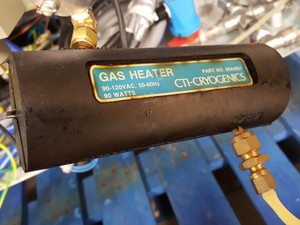 GAS HEATER
PART NO.
90-120VAC, 50-60Hz
CTI-CRYOGENICS
90 WATTS